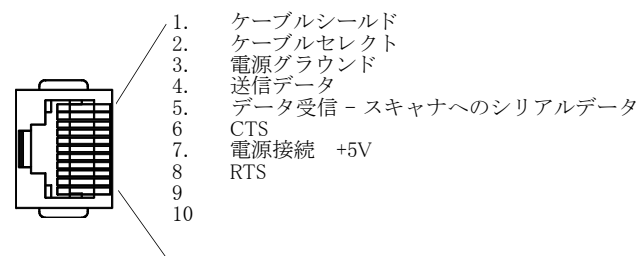 1. ケーブルシールド
2. ケーブルセレクト
3. 電源グラウンド
4. 送信データ
5. データ受信 − スキャナへのシリアルデータ
6 CTS
7. 電源接続 +5V
8 RTS
9
10